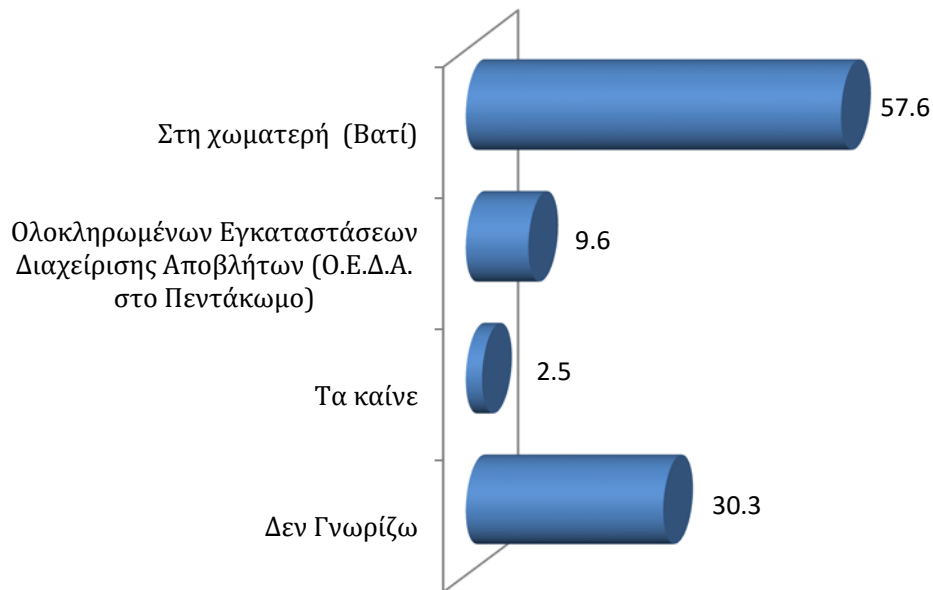 Στη χωματερή (Βατί)
57.6
Ολοκληρωμένων Εγκαταστάσεων
Διαχείρισης Αποβλήτων (Ο.Ε.Δ.Α.
στο Πεντάκωμο)
9.6
Τα καίνε
2.5
Δεν Γνωρίζω
30.3